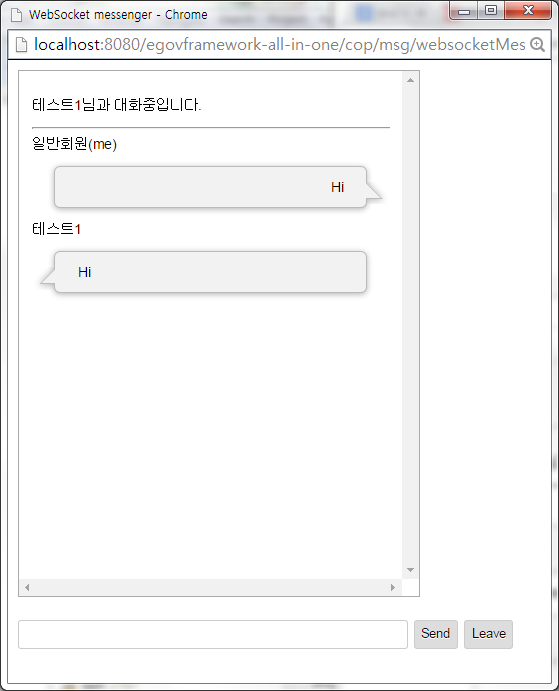 WebSocket messenger - Chrome
localhost:8080/egovframework-all-in-one/cop/msg/websocketMes
테스트1님과 대화중입니다.
일반회원(me)
Hi
테스트1
Hi
Send
Leave